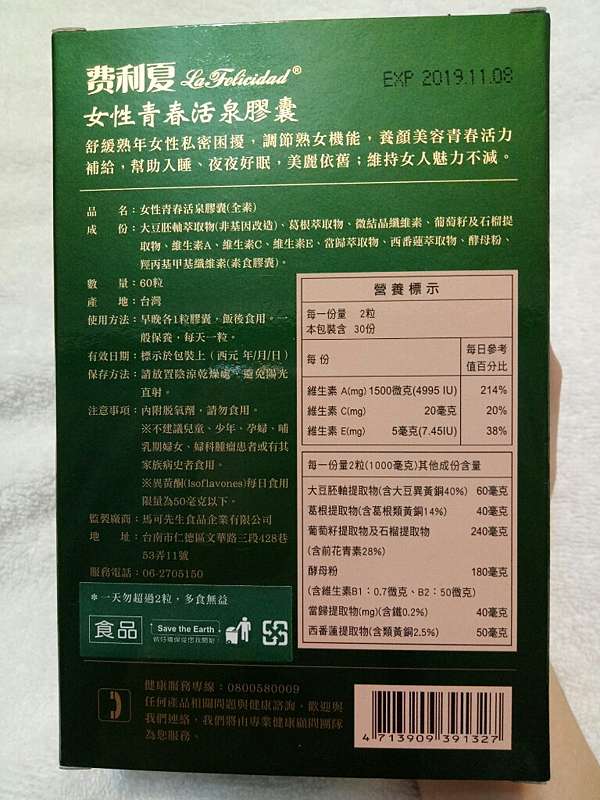 费利夏 La Felicidad®
EXP 2019.11.08
女性青春活泉膠囊
舒緩熟年女性私密困擾，調節熟女機能，養顏美容青春活力
補給，幫助入睡、夜夜好眠，美麗依舊；維持女人魅力不減。
品　名：女性青春活泉膠囊(全素)
成　份：大豆胚軸萃取物(非基因改造)、葛根萃取物、微結晶纖維素、葡萄籽及石榴提
取物、維生素A、維生素C、維生素E、當歸萃取物、西番蓮萃取物、酵母粉、
羥丙基甲基纖維素(素食膠囊)。
數　量：60粒
產　地：台灣
使用方法：早晚各1粒膠囊，飯後食用。一
般保養，每天一粒。
有效日期：標示於包裝上（西元 年/月/日）
保存方法：請放置陰涼乾燥處，避免陽光
直射。
注意事項：內附脫氧劑，請勿食用。
※不建議兒童、少年、孕婦、哺
乳期婦女、婦科腫瘤患者或有其
家族病史者食用。
※異黃酮(Isoflavones)每日食用
限量為50毫克以下。
監製廠商：瑪可先生食品企業有限公司
地　址：台南市仁德區文華路三段428巷
53弄11號
服務電話：06-2705150
＊一天勿超過2粒，多食無益
食品
Save the Earth
做好環保從您我開始
營養標示
每一份量　2粒
本包裝含　30份
每 份
每日參考
值百分比
維生素 A(mg) 1500微克(4995 IU) 214%
維生素 C(mg) 20毫克 20%
維生素 E(mg) 5毫克(7.45IU) 38%
每一份量2粒(1000毫克)其他成份含量
大豆胚軸提取物(含大豆異黃銅40%) 60毫克
葛根提取物(含葛根類黃銅14%) 40毫克
葡萄籽提取物及石榴提取物 240毫克
(含前花青素28%)
酵母粉 180毫克
(含維生素B1：0.7微克、B2：50微克)
當歸提取物(mg)(含鐵0.2%) 40毫克
西番蓮提取物(含類黃銅2.5%) 50毫克
健康服務專線：0800580009
任何產品相關問題與健康諮詢，歡迎與
我們連絡，我們將由專業健康顧問團隊
為您服務。
4 713909 391327